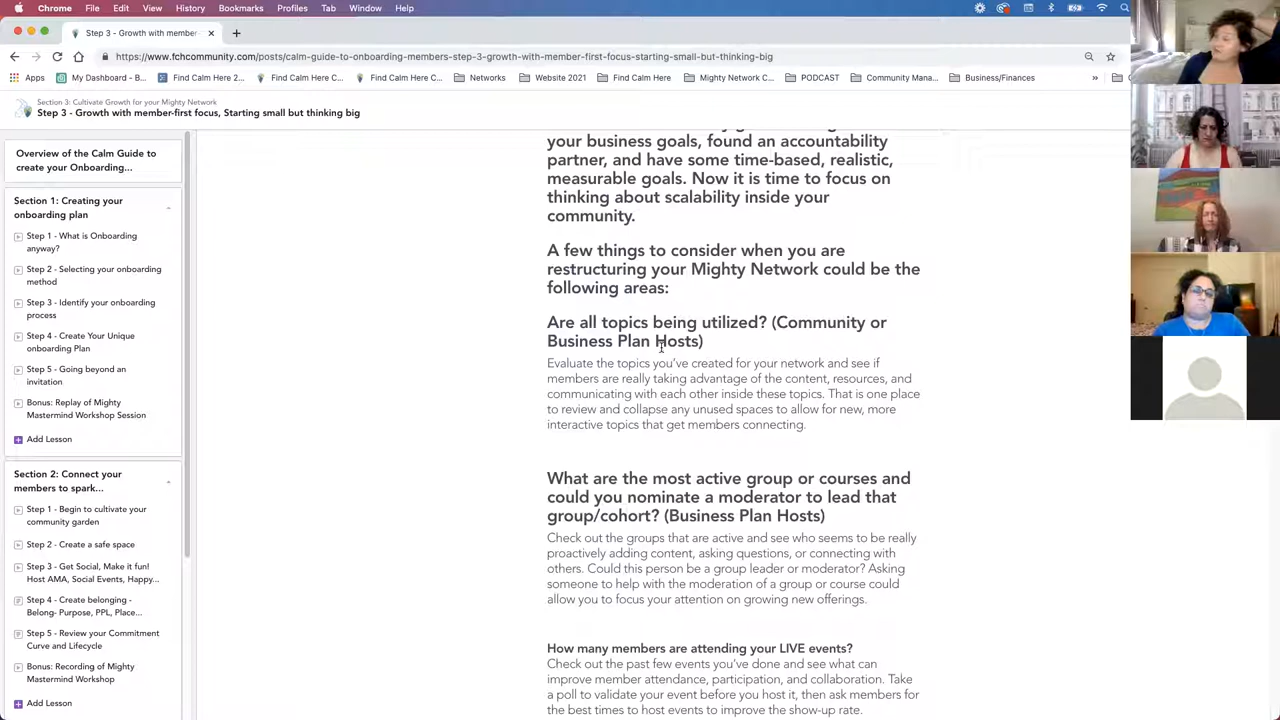 Chrome File Edit View History Bookmarks Profiles Tab Window Help
Step 3 - Growth with member-
https://www.fchcommunity.com/posts/calm-guide-to-onboarding-members-step-3-growth-with-member-first-focus-starting-small-but-thinking-big
Apps My Dashboard - B... Find Calm Here 2... Find Calm Here C... Find Calm Here C... Networks Website 2021 Find Calm Here Mighty Network C... PODCAST Community Mana... Business/Finances »
Section 3: Cultivate Growth for your Mighty Network
Step 3 - Growth with member-first focus, Starting small but thinking big
Overview of the Calm Guide to
create your Onboarding...
Section 1: Creating your
onboarding plan
Step 1 - What is Onboarding
anyway?
Step 2 - Selecting your onboarding
method
Step 3 - Identify your onboarding
process
Step 4 - Create Your Unique
onboarding Plan
Step 5 - Going beyond an
invitation
Bonus: Replay of Mighty
Mastermind Workshop Session
Add Lesson
Section 2: Connect your
members to spark...
Step 1 - Begin to cultivate your
community garden
Step 2 - Create a safe space
Step 3 - Get Social, Make it fun!
Host AMA, Social Events, Happy...
Step 4 - Create belonging -
Belong- Purpose, PPL, Place...
Step 5 - Review your Commitment
Curve and Lifecycle
Bonus: Recording of Mighty
Mastermind Workshop
Add Lesson
your business goals, found an accountability
partner, and have some time-based, realistic,
measurable goals. Now it is time to focus on
thinking about scalability inside your
community.
A few things to consider when you are
restructuring your Mighty Network could be the
following areas:
Are all topics being utilized? (Community or
Business Plan Hosts)
Evaluate the topics you've created for your network and see if
members are really taking advantage of the content, resources, and
communicating with each other inside these topics. That is one place
to review and collapse any unused spaces to allow for new, more
interactive topics that get members connecting.
What are the most active group or courses and
could you nominate a moderator to lead that
group/cohort? (Business Plan Hosts)
Check out the groups that are active and see who seems to be really
proactively adding content, asking questions, or connecting with
others. Could this person be a group leader or moderator? Asking
someone to help with the moderation of a group or course could
allow you to focus your attention on growing new offerings.
How many members are attending your LIVE events?
Check out the past few events you've done and see what can
improve member attendance, participation, and collaboration. Take
a poll to validate your event before you host it, then ask members for
the best times to host events to improve the show-up rate.